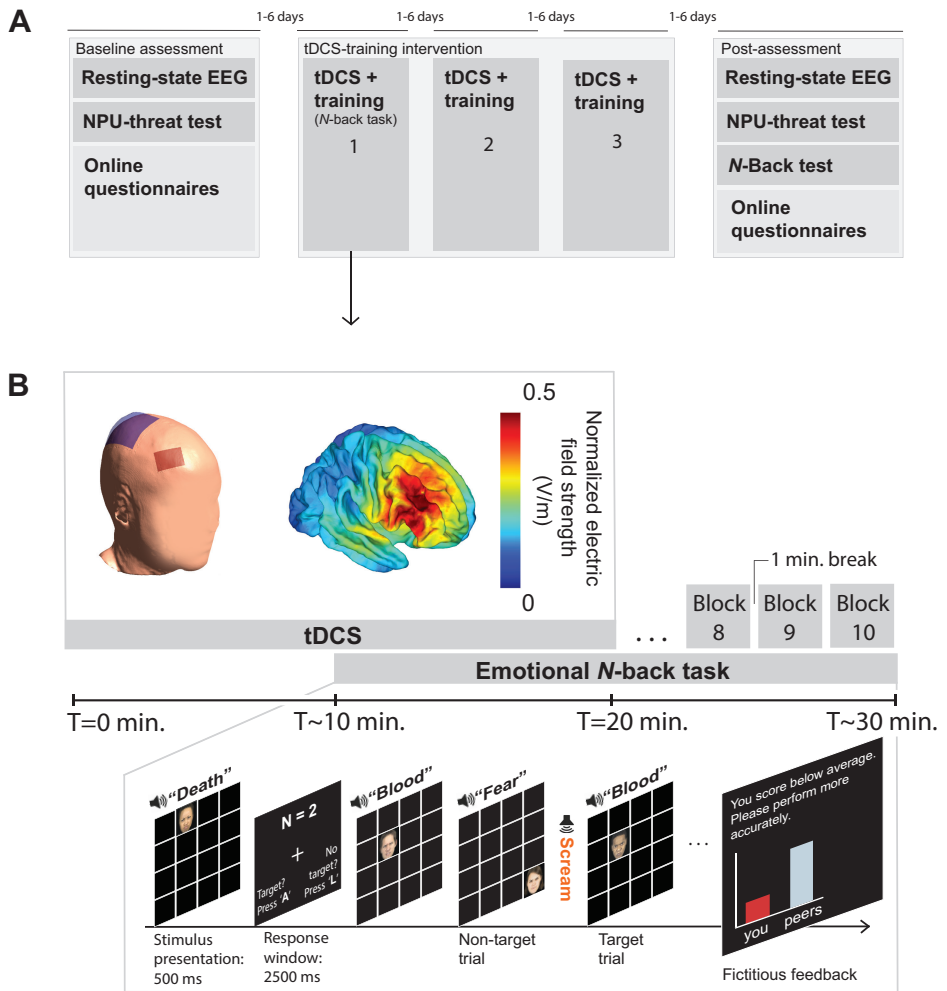 A
1-6 days
1-6 days
1-6 days
1-6 days
Baseline assessment
Resting-state EEG
NPU-threat test
Online
questionnaires
tDCS-training intervention
tDCS +
training
(N-back task)
1
tDCS +
training
2
tDCS +
training
3
Post-assessment
Resting-state EEG
NPU-threat test
N-Back test
Online
questionnaires
B
0.5
0
Normalized electric
field strength
(V/m)
1 min. break
Block
8
Block
9
Block
10
tDCS
...
Emotional N-back task
T=0 min.
T~10 min.
T=20 min.
T~30 min.
"Death"
N = 2
+
Target?
Press 'A'
No
target?
Press 'L'
"Blood"
"Fear"
Scream
"Blood"
...
You score below average.
Please perform more
accurately.
you
peers
Stimulus
presentation:
500 ms
Response
window:
2500 ms
Non-target
trial
Target
trial
Fictitious feedback